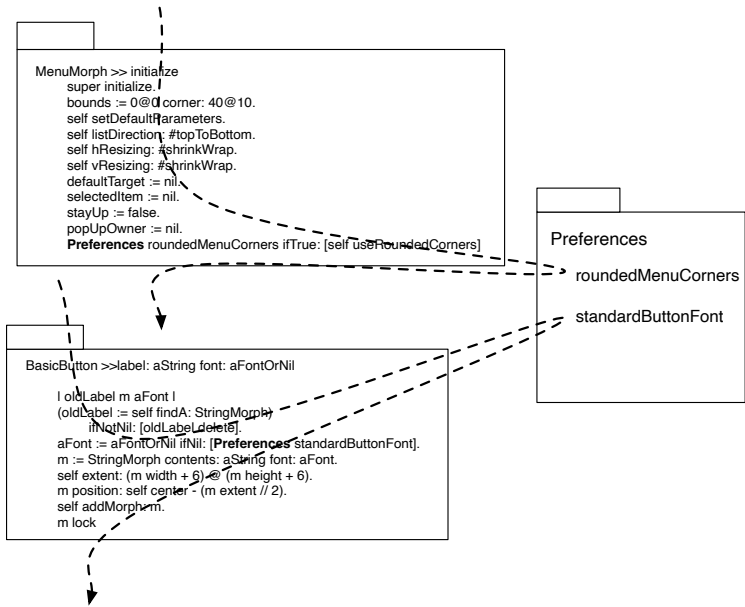 MenuMorph >> initialize
super initialize.
bounds := 0@0 corner: 40@10.
self setDefaultParameters.
self listDirection: #topToBottom.
self hResizing: #shrinkWrap.
self vResizing: #shrinkWrap.
defaultTarget := nil.
selectedItem := nil.
stayUp := false.
popUpOwner := nil.
Preferences roundedMenuCorners ifTrue: [self useRoundedCorners]
Preferences
roundedMenuCorners
standardButtonFont
BasicButton >>label: aString font: aFontOrNil
| oldLabel m aFont |
(oldLabel := self findA: StringMorph)
ifNotNil: [oldLabel delete].
aFont := aFontOrNil ifNil: [Preferences standardButtonFont].
m := StringMorph contents: aString font: aFont.
self extent: (m width + 6) @ (m height + 6).
m position: self center - (m extent // 2).
self addMorph: m.
m lock